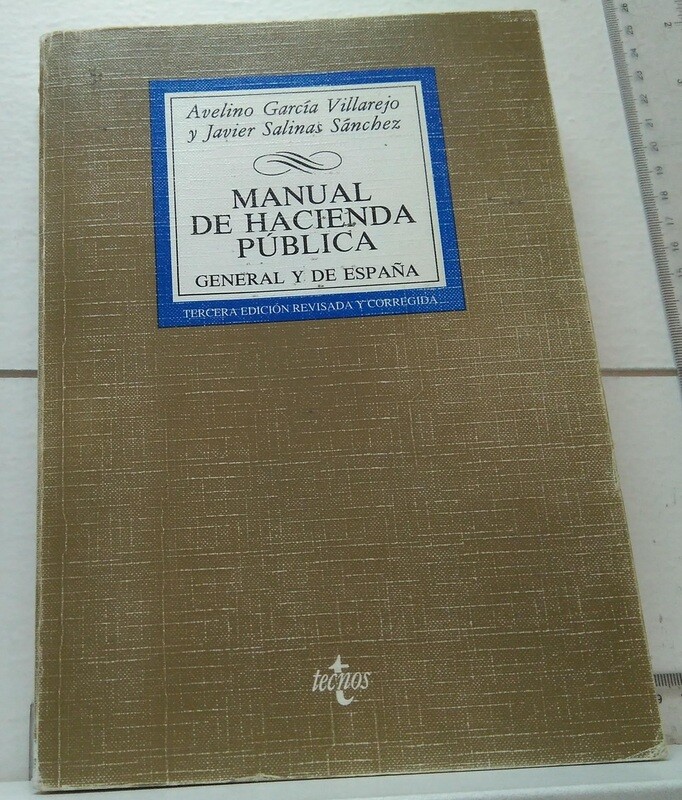 Avelino García Villarejo
y Javier Salinas Sánchez
MANUAL
DE HACIENDA
PÚBLICA
GENERAL Y DE ESPAÑA
TERCERA EDICIÓN REVISADA Y CORREGIDA
tecnos